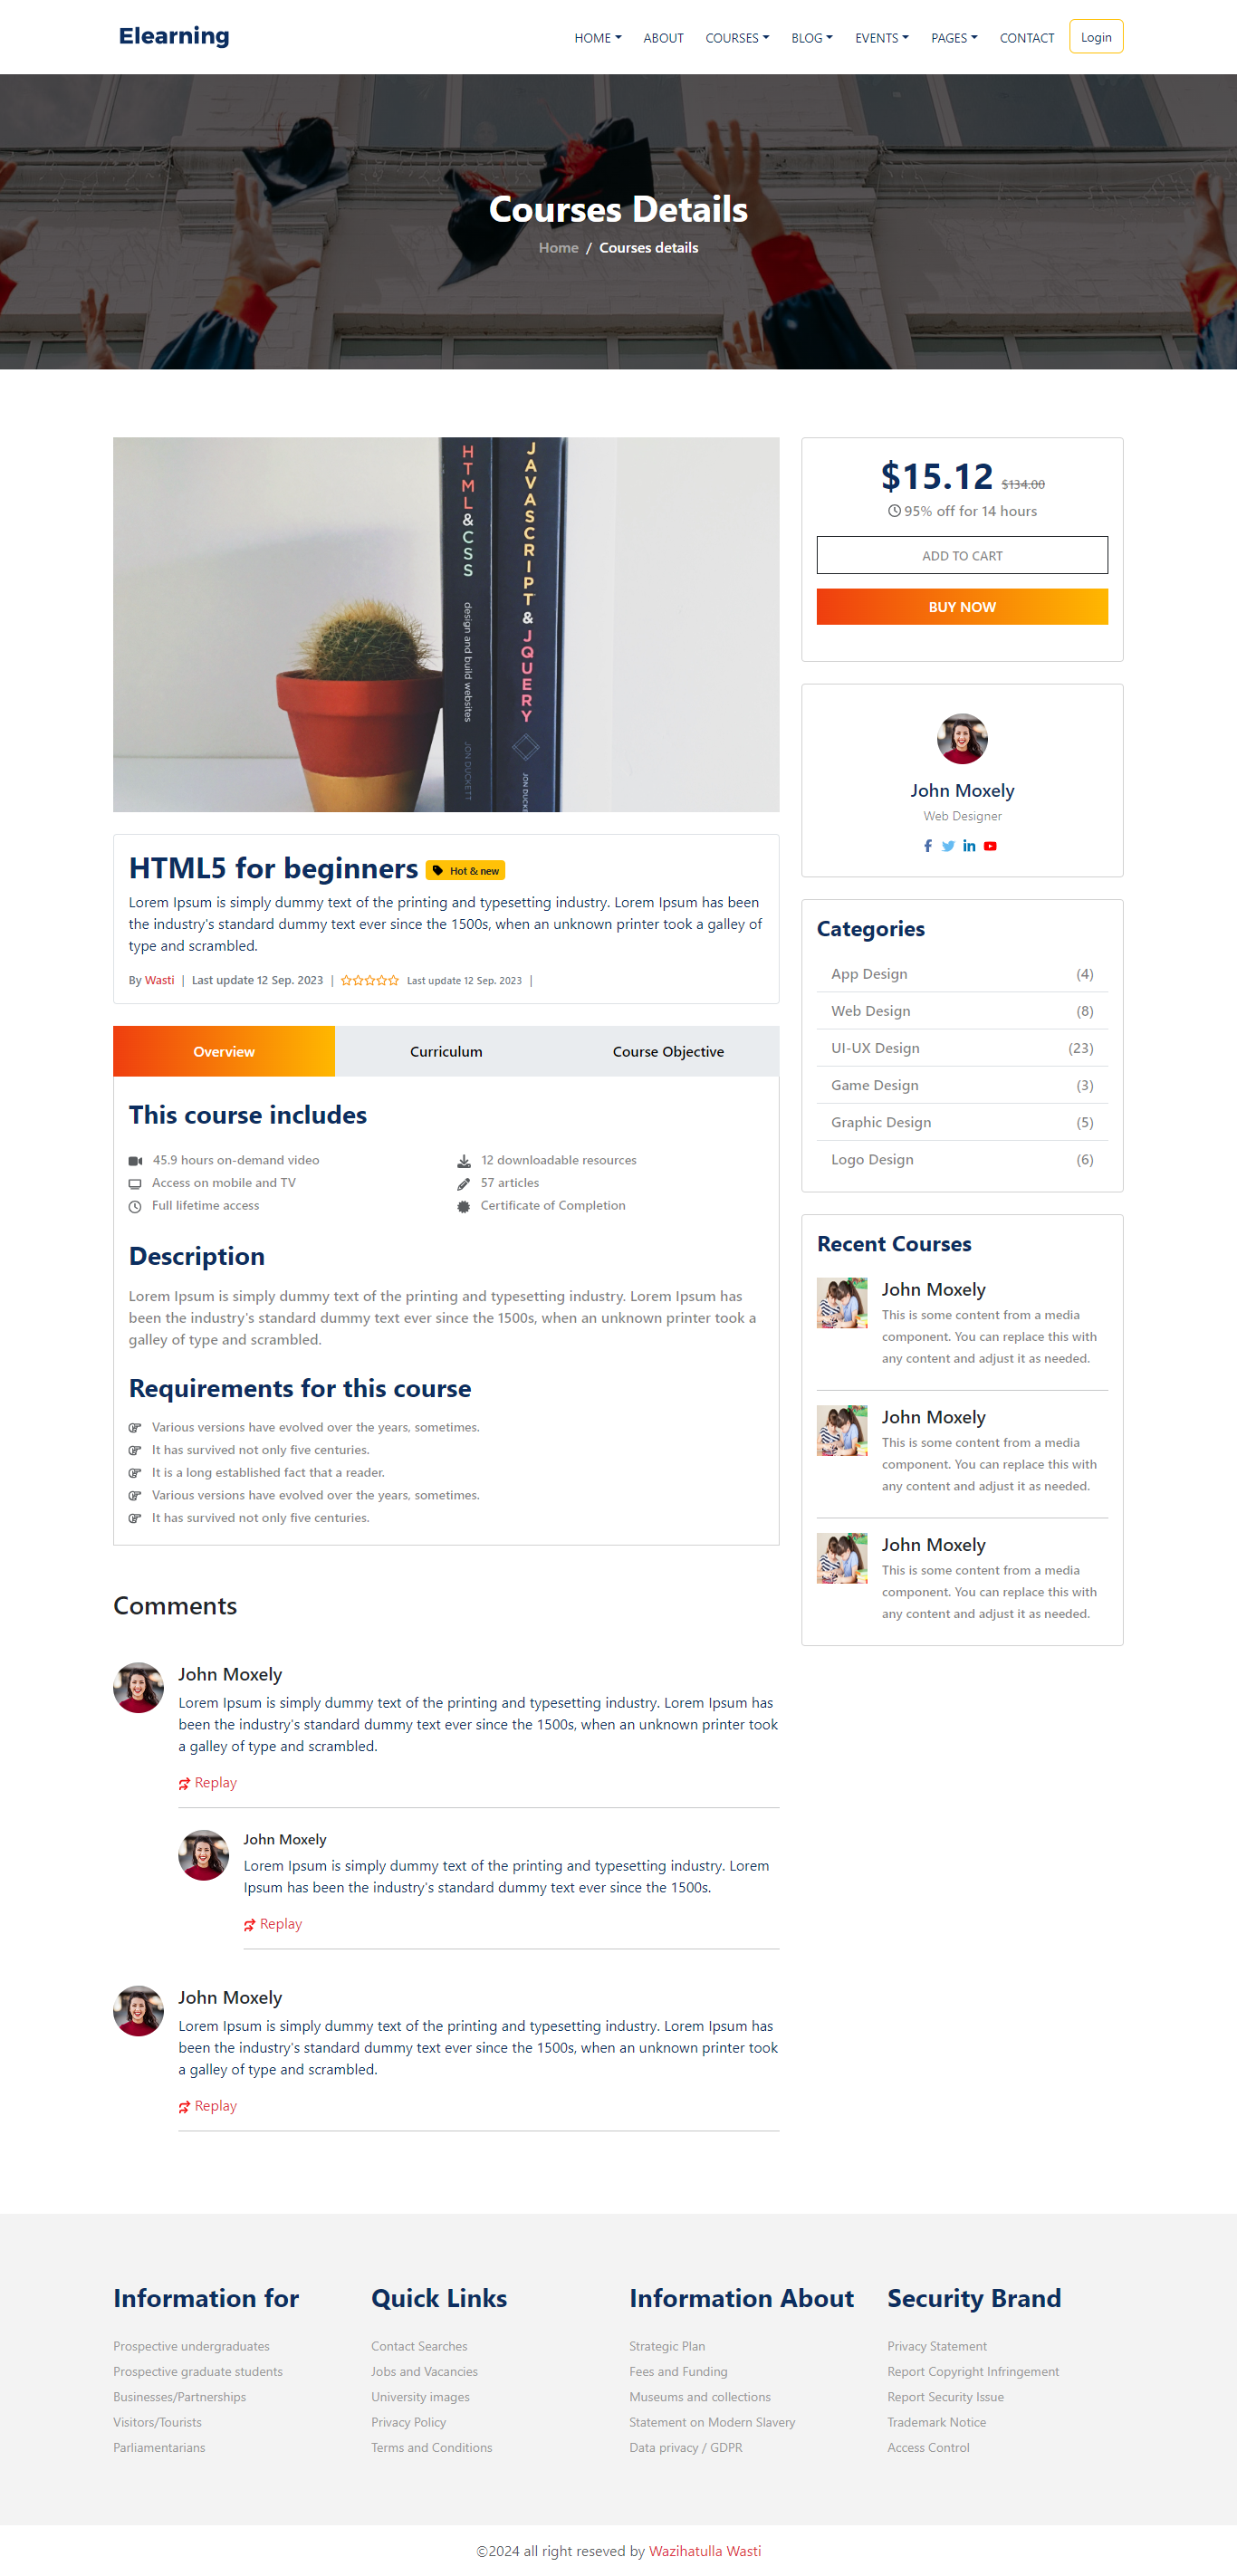 Elearning
HOME ABOUT COURSES BLOG EVENTS PAGES CONTACT Login
Courses Details
Home / Courses details
HTML&CSS design and build websites JON DUCKETT
JAVASCRIPT & JQUERY
HTML5 for beginners Hot & new
Lorem Ipsum is simply dummy text of the printing and typesetting industry. Lorem Ipsum has been
the industry's standard dummy text ever since the 1500s, when an unknown printer took a galley of
type and scrambled.
By Wasti | Last update 12 Sep. 2023 | Last update 12 Sep. 2023 |
Overview Curriculum Course Objective
This course includes
45.9 hours on-demand video
Access on mobile and TV
Full lifetime access
12 downloadable resources
57 articles
Certificate of Completion
Description
Lorem Ipsum is simply dummy text of the printing and typesetting industry. Lorem Ipsum has
been the industry's standard dummy text ever since the 1500s, when an unknown printer took a
galley of type and scrambled.
Requirements for this course
Various versions have evolved over the years, sometimes.
It has survived not only five centuries.
It is a long established fact that a reader.
Various versions have evolved over the years, sometimes.
It has survived not only five centuries.
Comments
John Moxely
Lorem Ipsum is simply dummy text of the printing and typesetting industry. Lorem Ipsum has
been the industry's standard dummy text ever since the 1500s, when an unknown printer took
a galley of type and scrambled.
Replay
John Moxely
Lorem Ipsum is simply dummy text of the printing and typesetting industry. Lorem
Ipsum has been the industry's standard dummy text ever since the 1500s.
Replay
John Moxely
Lorem Ipsum is simply dummy text of the printing and typesetting industry. Lorem Ipsum has
been the industry's standard dummy text ever since the 1500s, when an unknown printer took
a galley of type and scrambled.
Replay
$15.12 $134.00
95% off for 14 hours
ADD TO CART
BUY NOW
John Moxely
Web Designer
Categories
App Design (4)
Web Design (8)
UI-UX Design (23)
Game Design (3)
Graphic Design (5)
Logo Design (6)
Recent Courses
John Moxely
This is some content from a media
component. You can replace this with
any content and adjust it as needed.
John Moxely
This is some content from a media
component. You can replace this with
any content and adjust it as needed.
John Moxely
This is some content from a media
component. You can replace this with
any content and adjust it as needed.
Information for
Prospective undergraduates
Prospective graduate students
Businesses/Partnerships
Visitors/Tourists
Parliamentarians
Quick Links
Contact Searches
Jobs and Vacancies
University images
Privacy Policy
Terms and Conditions
Information About
Strategic Plan
Fees and Funding
Museums and collections
Statement on Modern Slavery
Data privacy / GDPR
Security Brand
Privacy Statement
Report Copyright Infringement
Report Security Issue
Trademark Notice
Access Control
©2024 all right reseved by Wazihatulla Wasti